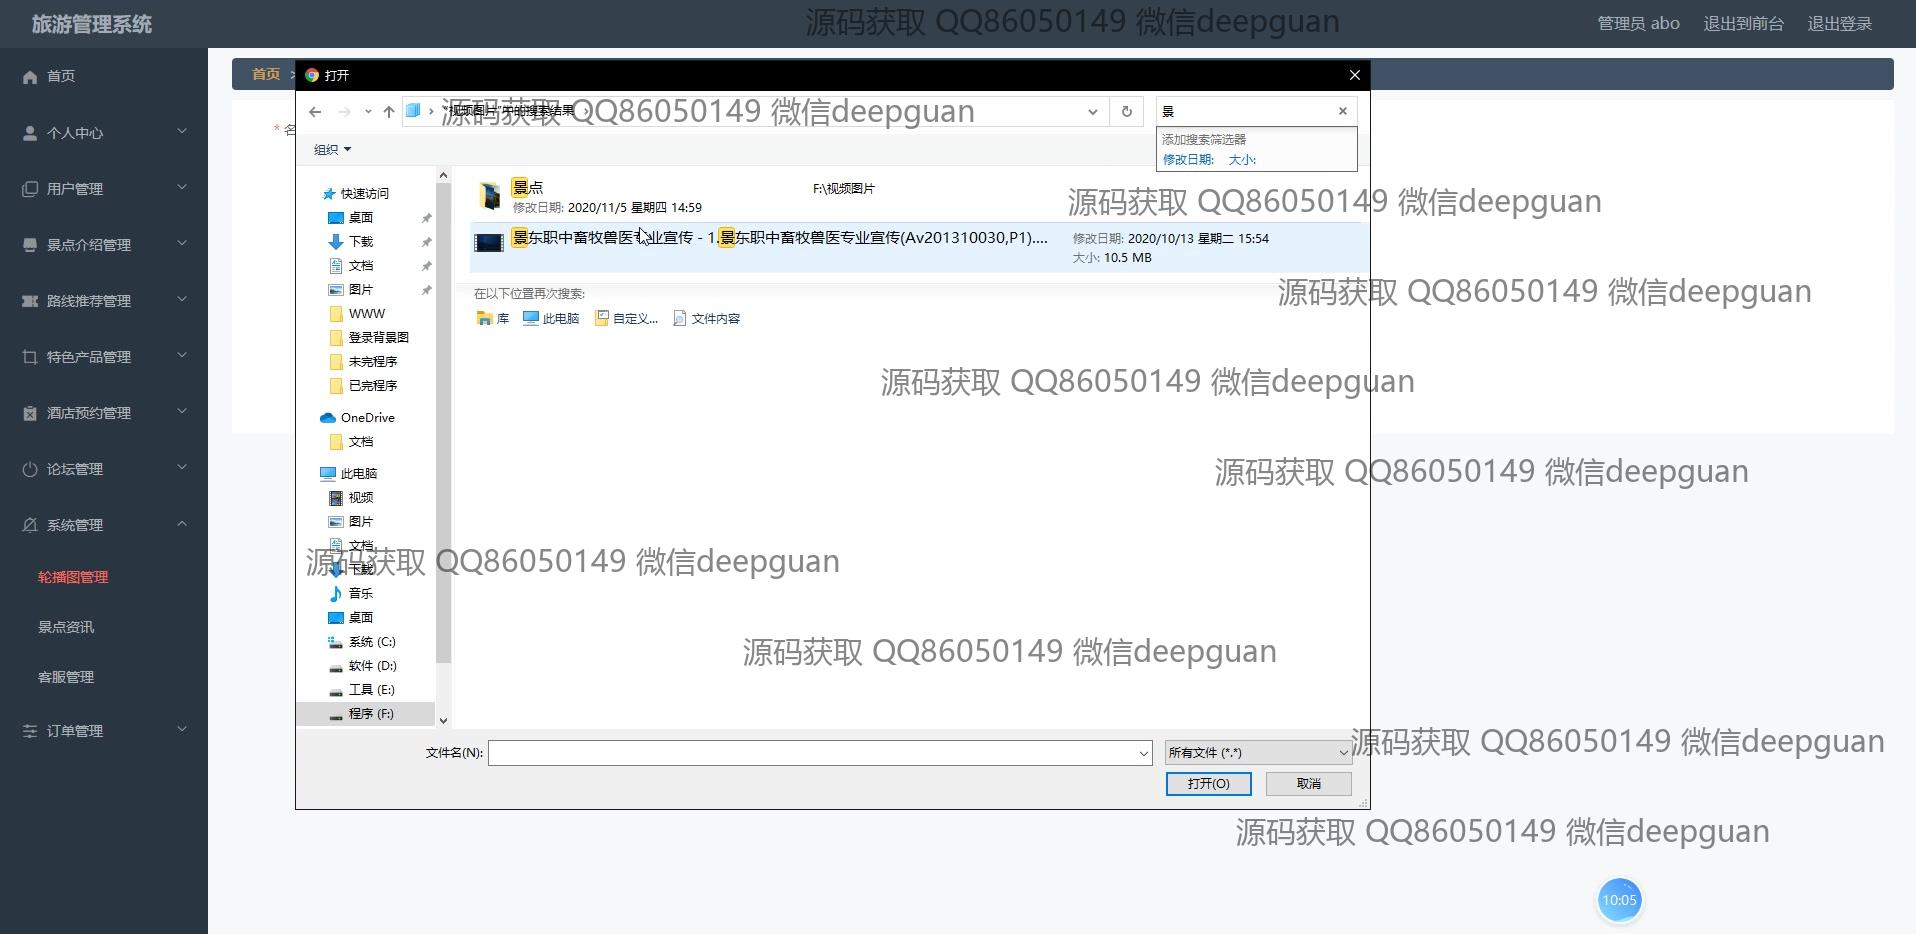 旅游管理系统
源码获取 QQ86050149 微信deepguan
管理员 abo
退出到前台
退出登录
首页
个人中心
用户管理
景点介绍管理
路线推荐管理
特色产品管理
酒店预约管理
论坛管理
系统管理
轮播图管理
景点资讯
客服管理
订单管理
首页 >
* 名
打开
"视频图片"中的搜索结果
源码获取 QQ86050149 微信deepguan
景
添加搜索筛选器
修改日期: 大小:
组织
快速访问
桌面
下载
文档
图片
WWW
登录背景图
未完程序
已完程序
OneDrive
文档
此电脑
视频
图片
文档
下载
音乐
桌面
系统 (C:)
软件 (D:)
工具 (E:)
程序 (F:)
景点
F:\视频图片
修改日期: 2020/11/5 星期四 14:59
源码获取 QQ86050149 微信deepguan
景东职中畜牧兽医专业宣传 - 1.景东职中畜牧兽医专业宣传(Av201310030,P1)....
修改日期: 2020/10/13 星期二 15:54
大小: 10.5 MB
在以下位置再次搜索:
源码获取 QQ86050149 微信deepguan
库 此电脑 自定义... 文件内容
源码获取 QQ86050149 微信deepguan
源码获取 QQ86050149 微信deepguan
源码获取 QQ86050149 微信deepguan
源码获取 QQ86050149 微信deepguan
源码获取 QQ86050149 微信deepguan
文件名(N):
所有文件 (*.*)
打开(O)
取消
源码获取 QQ86050149 微信deepguan
10:05